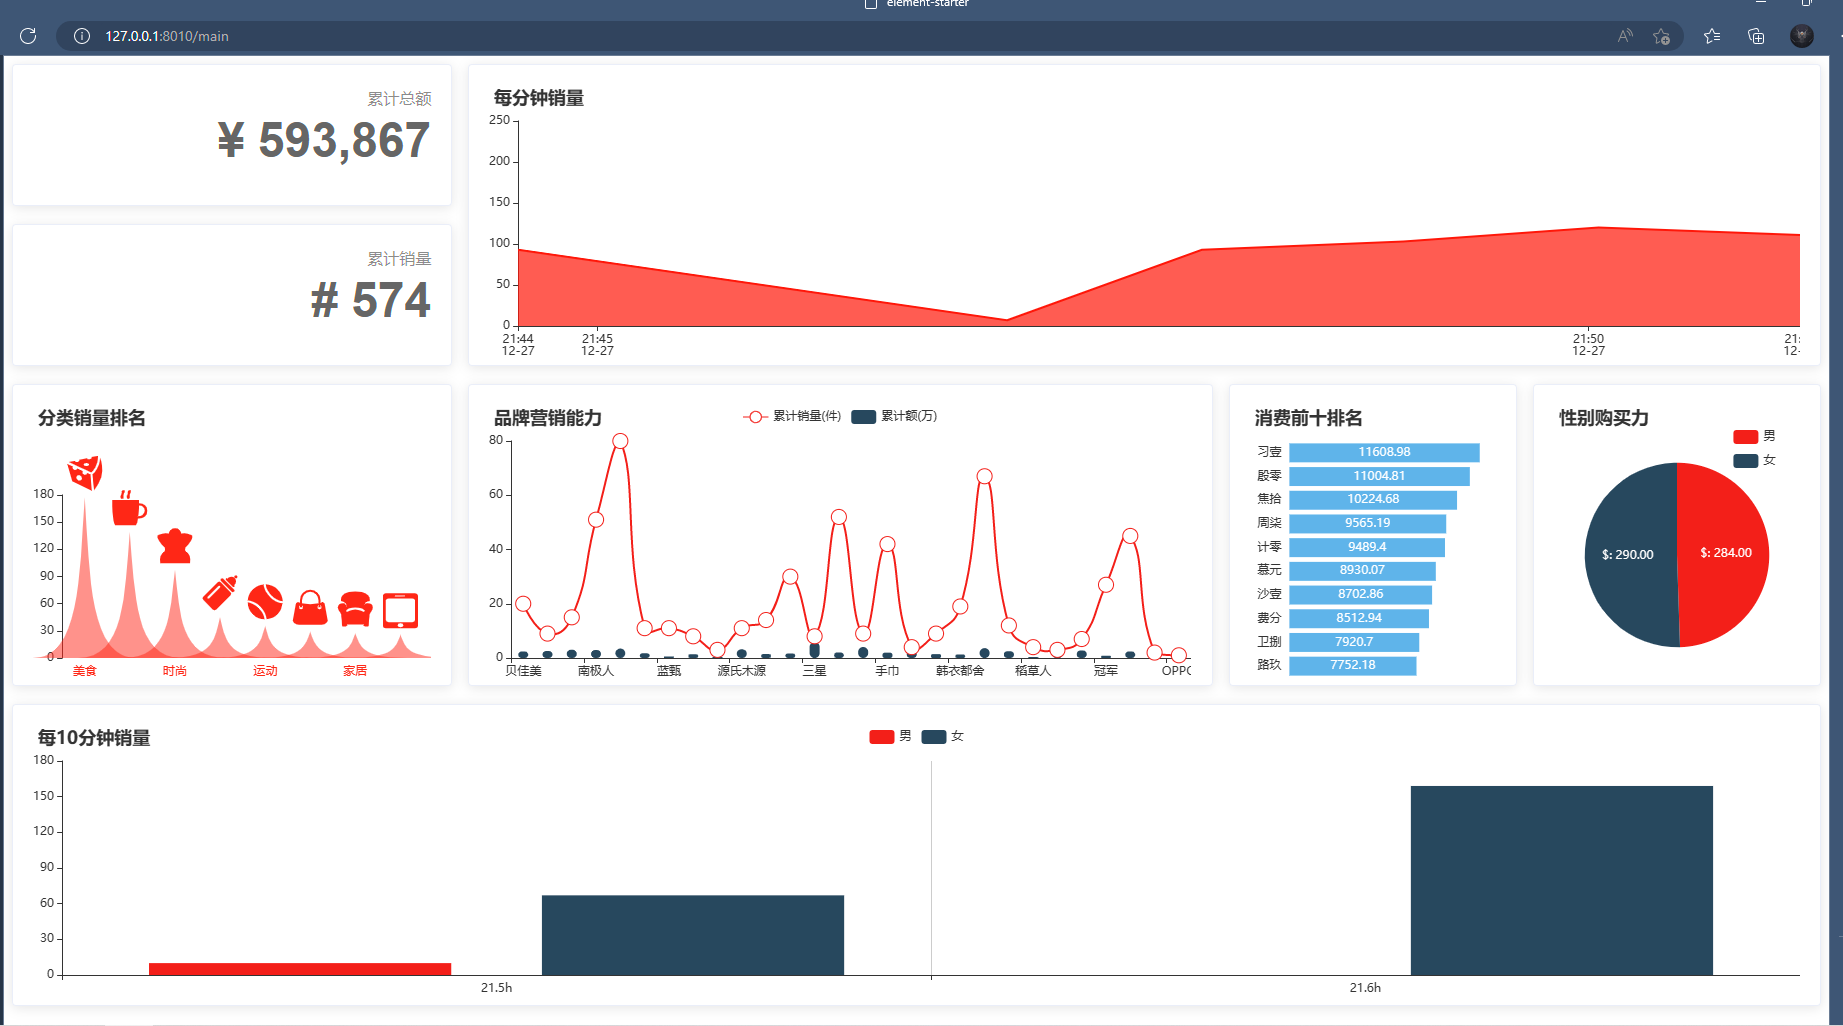 element-starter
127.0.0.1:8010/main
累计总额
¥ 593,867
累计销量
# 574
每分钟销量
250
200
150
100
50
0
21:44
12-27
21:45
12-27
21:50
12-27
21:
12-
分类销量排名
180
150
120
90
60
30
0
美食
时尚
运动
家居
品牌营销能力
累计销量(件)
累计额(万)
80
60
40
20
0
贝佳美
南极人
蓝甄
源氏木源
三星
手巾
韩衣都舍
稻草人
冠军
OPPO
消费前十排名
习壹 11608.98
殷零 11004.81
焦拾 10224.68
周柒 9565.19
计零 9489.4
慕元 8930.07
沙壹 8702.86
龚分 8512.94
卫捌 7920.7
路玖 7752.18
性别购买力
男
女
$: 290.00
$: 284.00
每10分钟销量
男
女
180
150
120
90
60
30
0
21.5h
21.6h